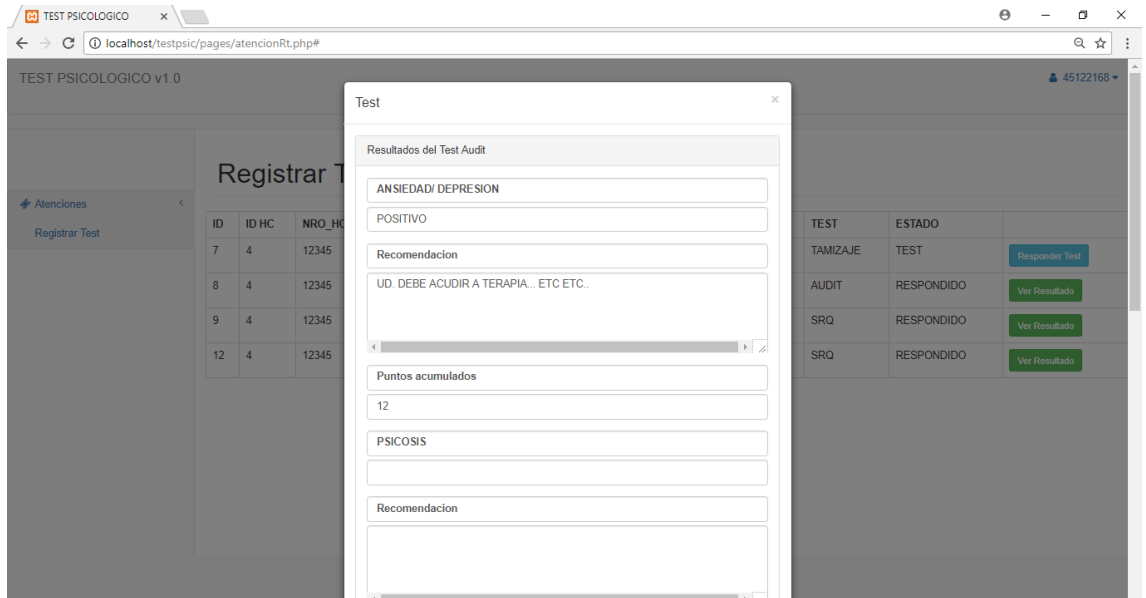 TEST PSICOLOGICO
localhost/testpsic/pages/atencionRt.php#
TEST PSICOLOGICO v1.0
45122168
Test
Resultados del Test Audit
Registrar T
ANSIEDAD/ DEPRESION
Atenciones
POSITIVO
ID ID HC NRO_HC TEST ESTADO
Registrar Test
7 4 12345 TAMIZAJE TEST Responder Test
Recomendacion
UD. DEBE ACUDIR A TERAPIA... ETC ETC..
8 4 12345 AUDIT RESPONDIDO Ver Resultado
9 4 12345 SRQ RESPONDIDO Ver Resultado
12 4 12345 SRQ RESPONDIDO Ver Resultado
Puntos acumulados
12
PSICOSIS
Recomendacion